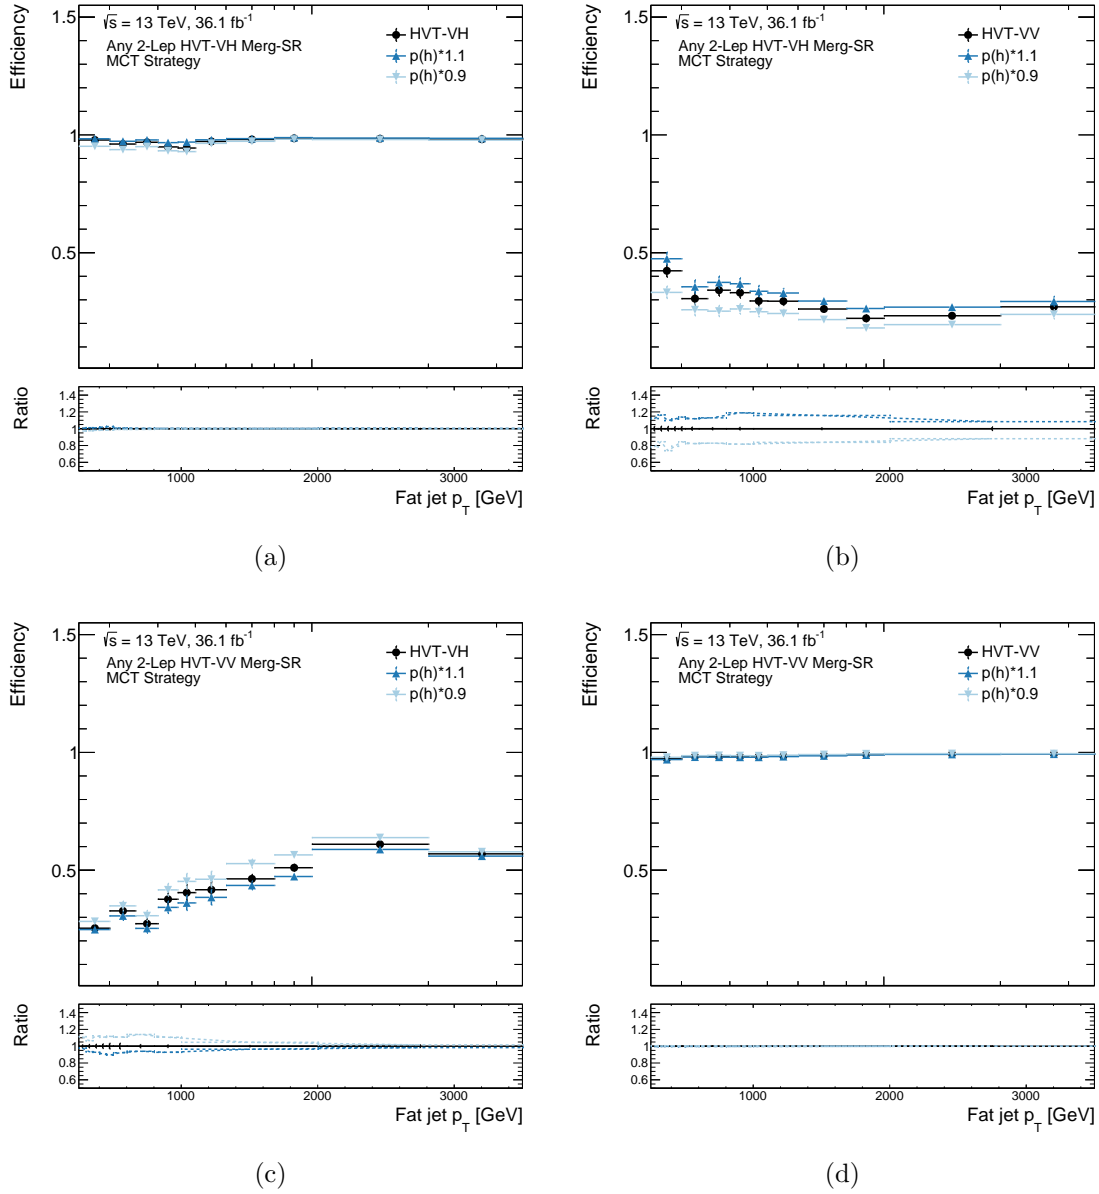 Efficiency
1.5
1
0.5
√s = 13 TeV, 36.1 fb⁻¹
Any 2-Lep HVT-VH Merg-SR
MCT Strategy
HVT-VH
p(h)*1.1
p(h)*0.9
Ratio
1.4
1.2
1
0.8
0.6
1000
2000
3000
Fat jet p_T [GeV]
(a)
Efficiency
1.5
1
0.5
√s = 13 TeV, 36.1 fb⁻¹
Any 2-Lep HVT-VH Merg-SR
MCT Strategy
HVT-VV
p(h)*1.1
p(h)*0.9
Ratio
1.4
1.2
1
0.8
0.6
1000
2000
3000
Fat jet p_T [GeV]
(b)
Efficiency
1.5
1
0.5
√s = 13 TeV, 36.1 fb⁻¹
Any 2-Lep HVT-VV Merg-SR
MCT Strategy
HVT-VH
p(h)*1.1
p(h)*0.9
Ratio
1.4
1.2
1
0.8
0.6
1000
2000
3000
Fat jet p_T [GeV]
(c)
Efficiency
1.5
1
0.5
√s = 13 TeV, 36.1 fb⁻¹
Any 2-Lep HVT-VV Merg-SR
MCT Strategy
HVT-VV
p(h)*1.1
p(h)*0.9
Ratio
1.4
1.2
1
0.8
0.6
1000
2000
3000
Fat jet p_T [GeV]
(d)